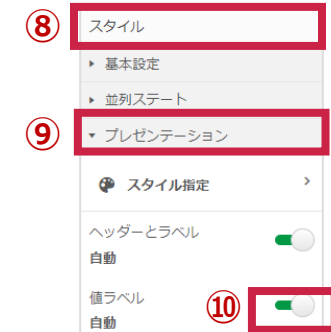 ⑧ スタイル
▸ 基本設定
▸ 並列ステート
⑨ ▾ プレゼンテーション
スタイル指定 >
ヘッダーとラベル
自動
値ラベル
⑩
自動